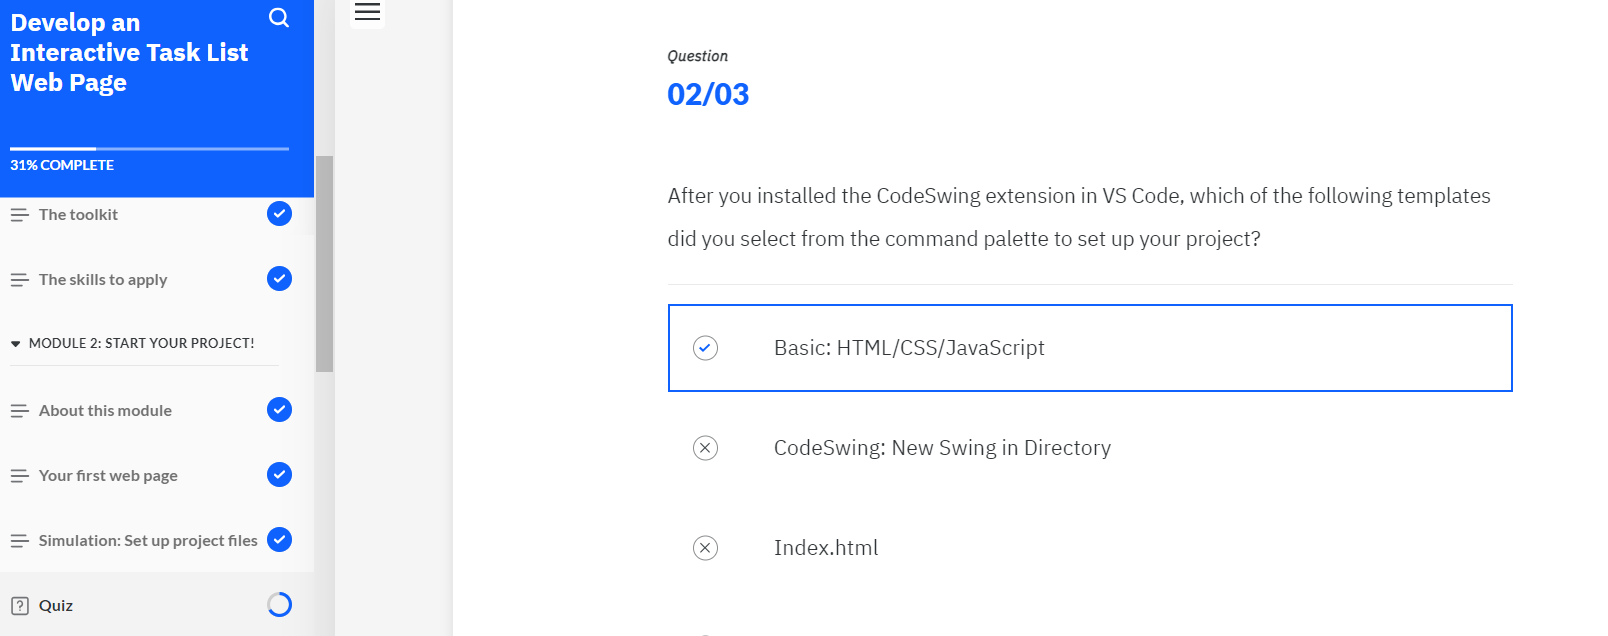 Develop an
Interactive Task List
Web Page
31% COMPLETE
The toolkit
The skills to apply
MODULE 2: START YOUR PROJECT!
About this module
Your first web page
Simulation: Set up project files
Quiz
Question
02/03
After you installed the CodeSwing extension in VS Code, which of the following templates
did you select from the command palette to set up your project?
Basic: HTML/CSS/JavaScript
CodeSwing: New Swing in Directory
Index.html